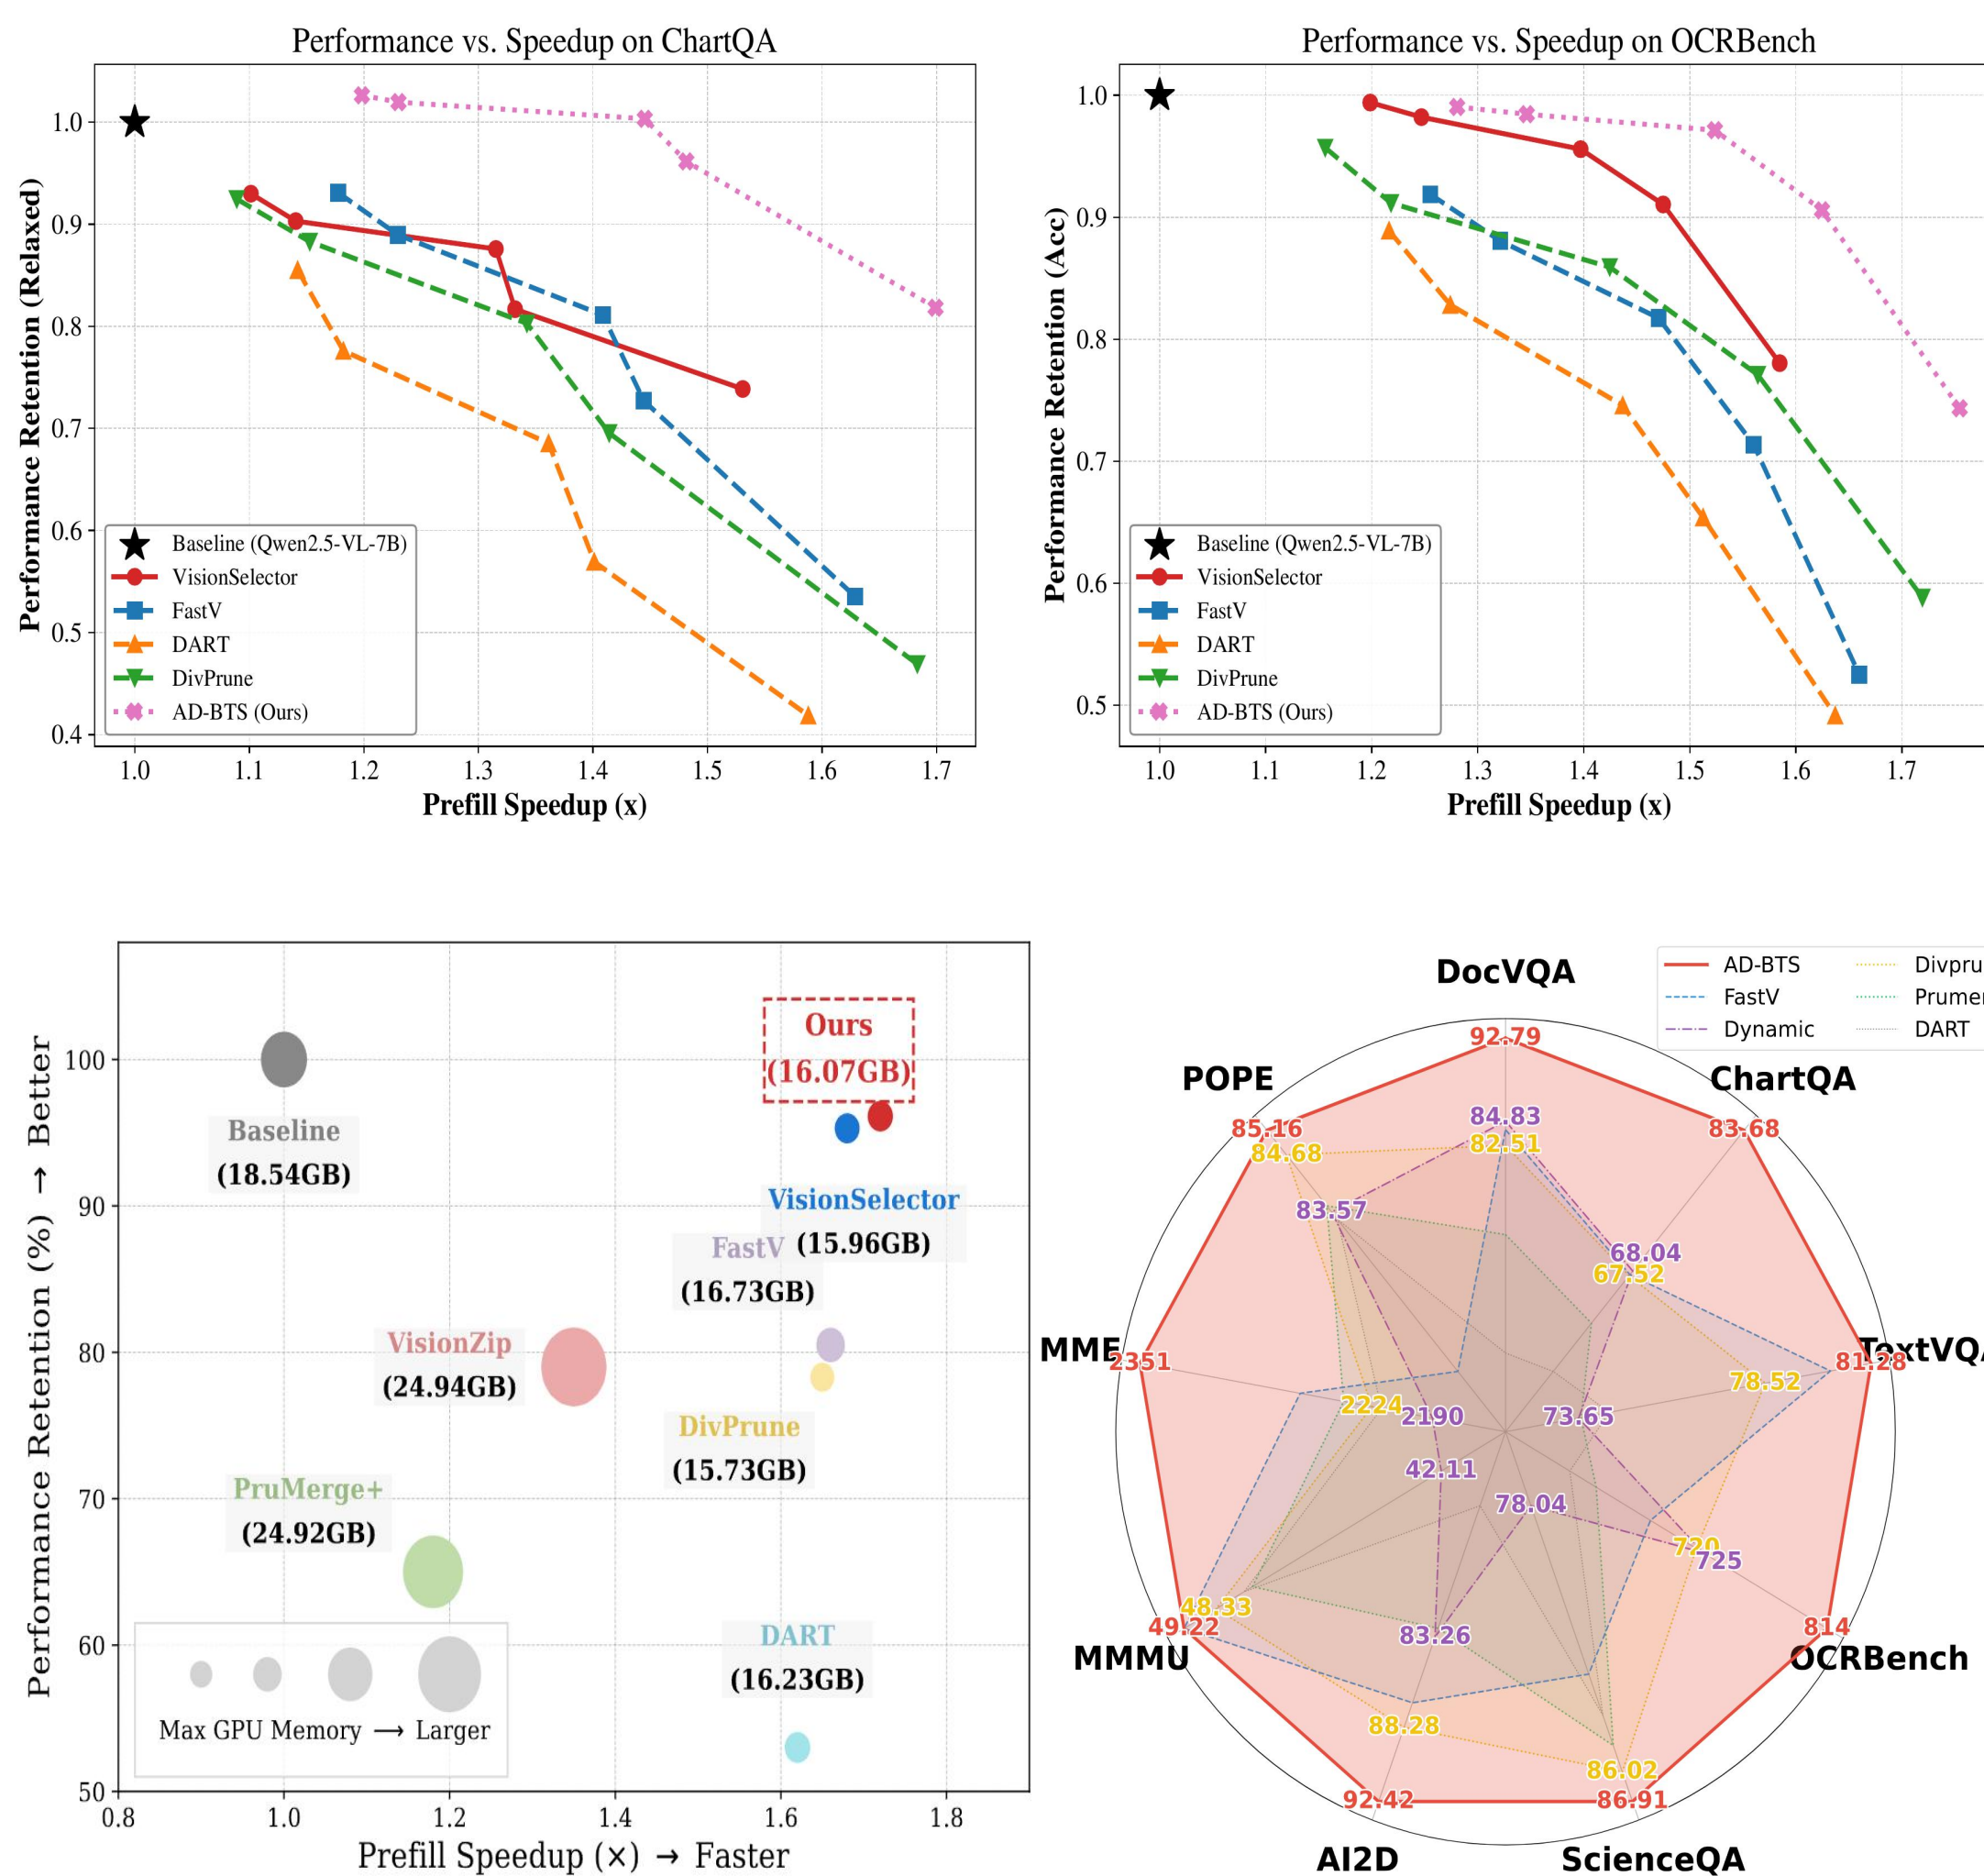 Performance vs. Speedup on ChartQA
Performance Retention (Relaxed)
1.0
0.9
0.8
0.7
0.6
0.5
0.4
Baseline (Qwen2.5-VL-7B)
VisionSelector
FastV
DART
DivPrune
AD-BTS (Ours)
1.0 1.1 1.2 1.3 1.4 1.5 1.6 1.7
Prefill Speedup (x)
Performance vs. Speedup on OCRBench
Performance Retention (Acc)
1.0
0.9
0.8
0.7
0.6
0.5
Baseline (Qwen2.5-VL-7B)
VisionSelector
FastV
DART
DivPrune
AD-BTS (Ours)
1.0 1.1 1.2 1.3 1.4 1.5 1.6 1.7
Prefill Speedup (x)
Performance Retention (%) → Better
100
90
80
70
60
50
Ours
(16.07GB)
Baseline
(18.54GB)
VisionSelector
(15.96GB)
FastV
(16.73GB)
VisionZip
(24.94GB)
DivPrune
(15.73GB)
PruMerge+
(24.92GB)
DART
(16.23GB)
Max GPU Memory → Larger
0.8 1.0 1.2 1.4 1.6 1.8
Prefill Speedup (×) → Faster
AD-BTS
FastV
Dynamic
Divpru
Prume
DART
DocVQA
92.79
84.83
82.51
ChartQA
83.68
68.04
67.52
POPE
85.16
84.68
83.57
MME
2351
2224
2190
TextVQA
81.28
78.52
73.65
42.11
78.04
720
725
48.33
49.22
MMMU
814
OCRBench
83.26
88.28
92.42
AI2D
86.02
86.91
ScienceQA